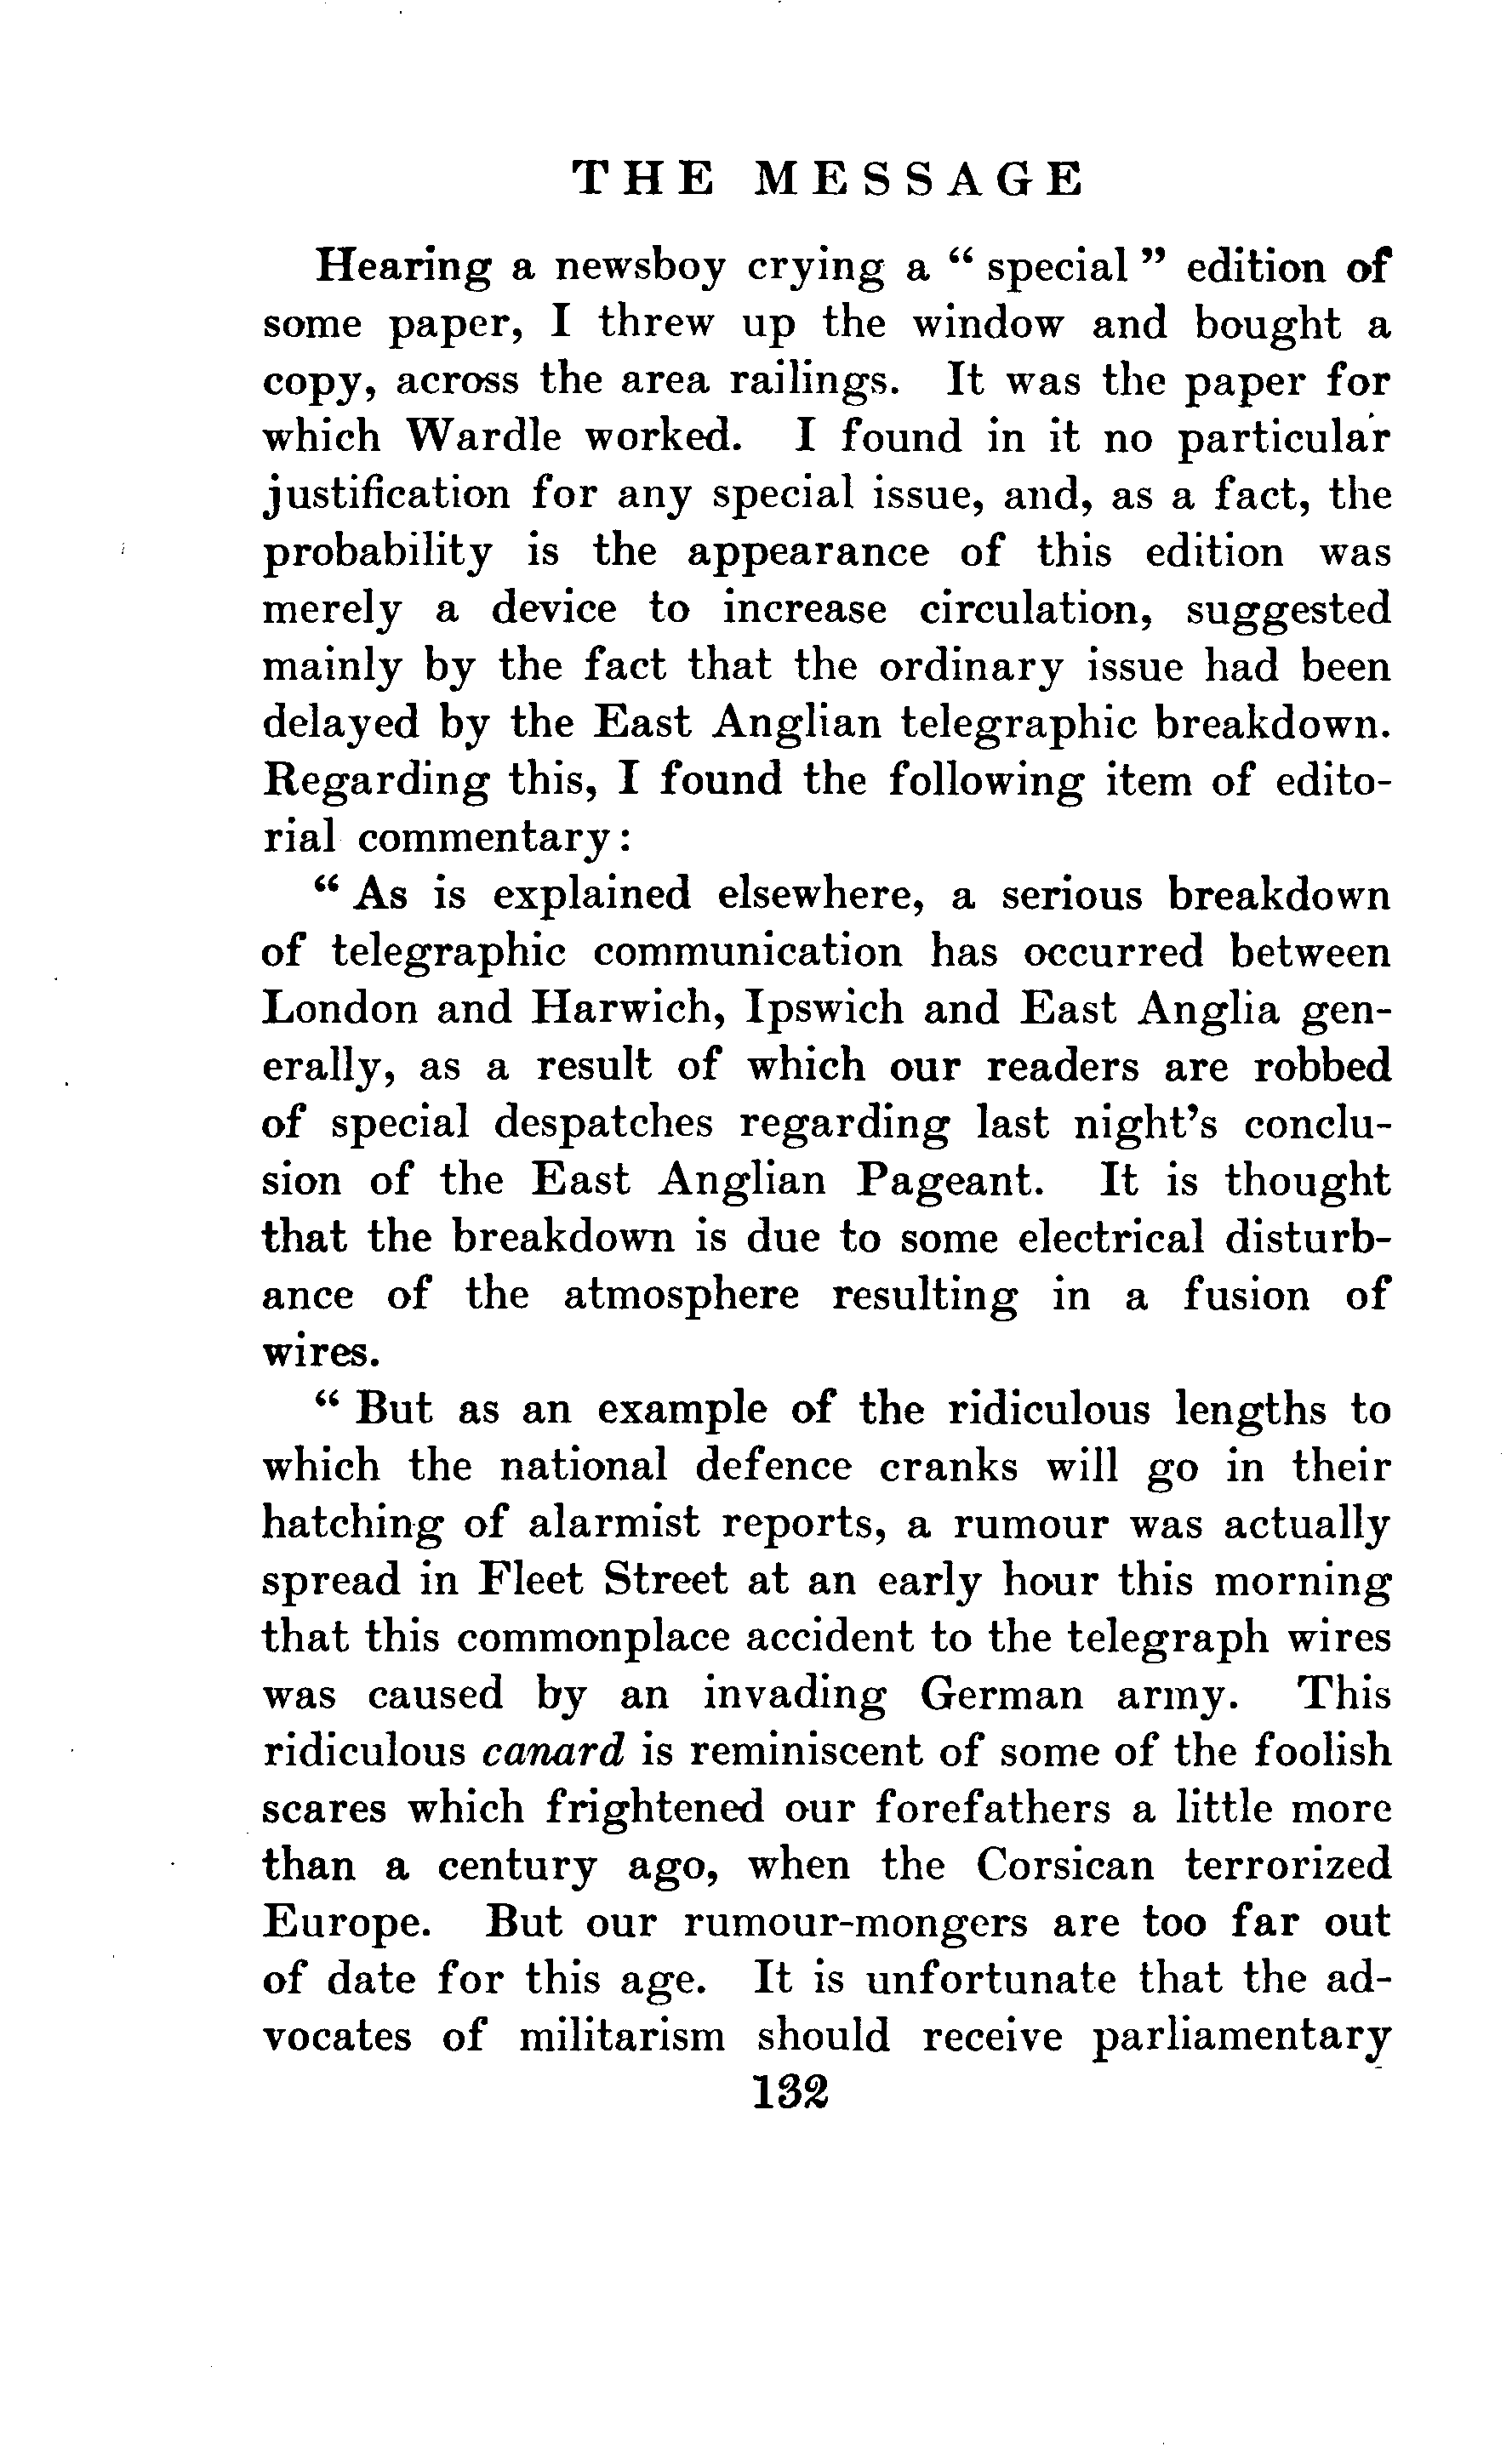 THE MESSAGE
Hearing a newsboy crying a “ special ” edition of
some paper, I threw up the window and bought a
copy, across the area railings. It was the paper for
which Wardle worked. I found in it no particular
justification for any special issue, and, as a fact, the
probability is the appearance of this edition was
merely a device to increase circulation, suggested
mainly by the fact that the ordinary issue had been
delayed by the East Anglian telegraphic breakdown.
Regarding this, I found the following item of edito-
rial commentary:
“ As is explained elsewhere, a serious breakdown
of telegraphic communication has occurred between
London and Harwich, Ipswich and East Anglia gen-
erally, as a result of which our readers are robbed
of special despatches regarding last night’s conclu-
sion of the East Anglian Pageant. It is thought
that the breakdown is due to some electrical disturb-
ance of the atmosphere resulting in a fusion of
wires.
“ But as an example of the ridiculous lengths to
which the national defence cranks will go in their
hatching of alarmist reports, a rumour was actually
spread in Fleet Street at an early hour this morning
that this commonplace accident to the telegraph wires
was caused by an invading German army. This
ridiculous canard is reminiscent of some of the foolish
scares which frightened our forefathers a little more
than a century ago, when the Corsican terrorized
Europe. But our rumour-mongers are too far out
of date for this age. It is unfortunate that the ad-
vocates of militarism should receive parliamentary
132